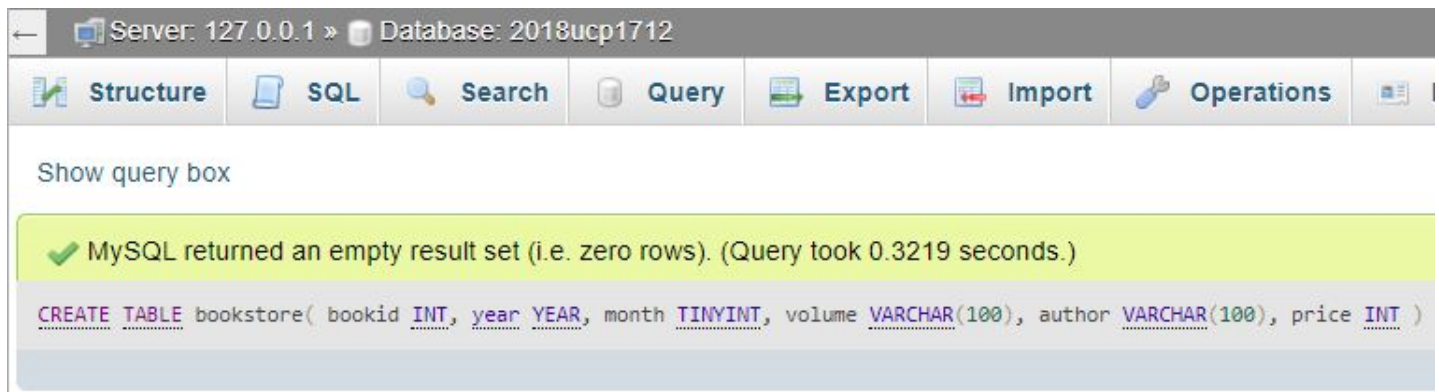 ← Server: 127.0.0.1 » Database: 2018ucp1712
Structure SQL Search Query Export Import Operations
Show query box
MySQL returned an empty result set (i.e. zero rows). (Query took 0.3219 seconds.)
CREATE TABLE bookstore( bookid INT, year YEAR, month TINYINT, volume VARCHAR(100), author VARCHAR(100), price INT )